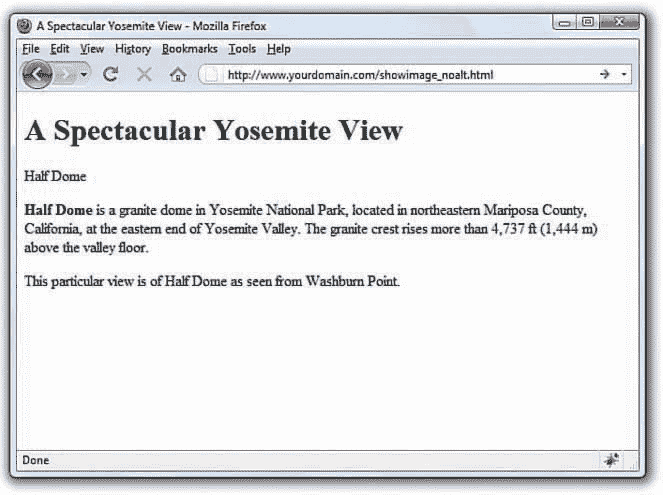 A Spectacular Yosemite View - Mozilla Firefox
File Edit View History Bookmarks Tools Help
http://www.yourdomain.com/showimage_noalt.html
A Spectacular Yosemite View
Half Dome
Half Dome is a granite dome in Yosemite National Park, located in northeastern Mariposa County,
California, at the eastern end of Yosemite Valley. The granite crest rises more than 4,737 ft (1,444 m)
above the valley floor.
This particular view is of Half Dome as seen from Washburn Point.
Done